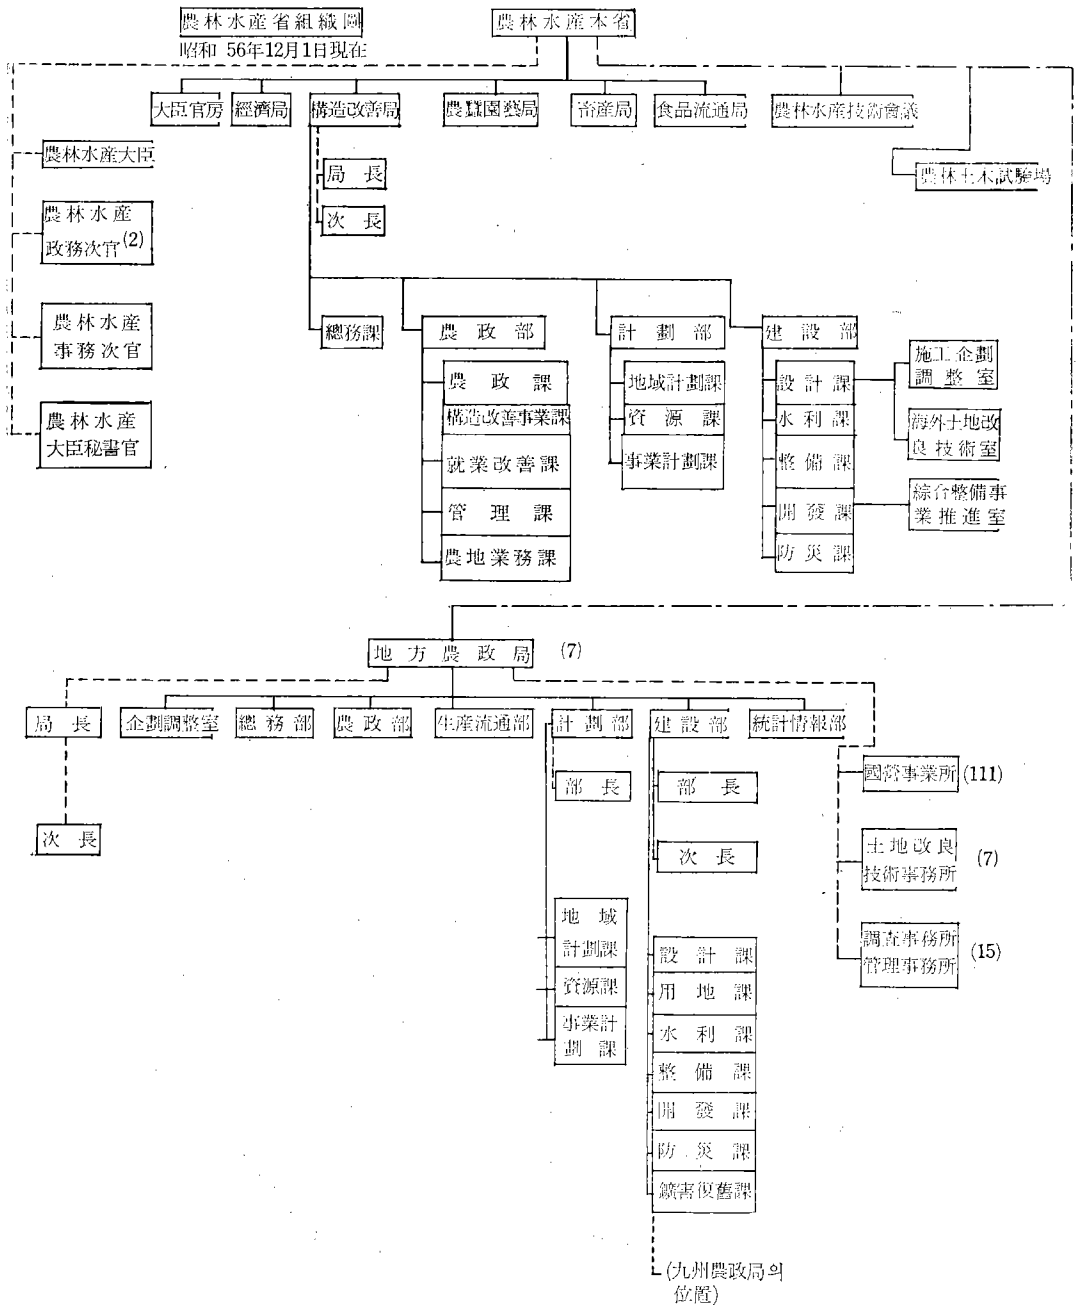 農林水産省組織圖
昭和 56年12月1日現在
農林水産本省
大臣官房
經濟局
構造改善局
農蠶園藝局
畜産局
食品流通局
農林水産技術會議
農林土木試驗場
農林水産大臣
農林水産
政務次官(2)
農林水産
事務次官
農林水産
大臣秘書官
局長
次長
總務課
農政部
計劃部
建設部
農政課
構造改善事業課
就業改善課
管理課
農地業務課
地域計劃課
資源課
事業計劃課
設計課
水利課
整備課
開發課
防災課
施工企劃
調整室
海外土地改
良技術室
綜合整備事
業推進室
地方農政局 (7)
局長
次長
企劃調整室
總務部
農政部
生産流通部
計劃部
建設部
統計情報部
部長
地域
計劃課
資源課
事業計
劃課
部長
次長
設計課
用地課
水利課
整備課
開發課
防災課
鑛害復舊課
(九州農政局의
位置)
國營事業所 (111)
土地改良
技術事務所 (7)
調査事務所
管理事務所 (15)